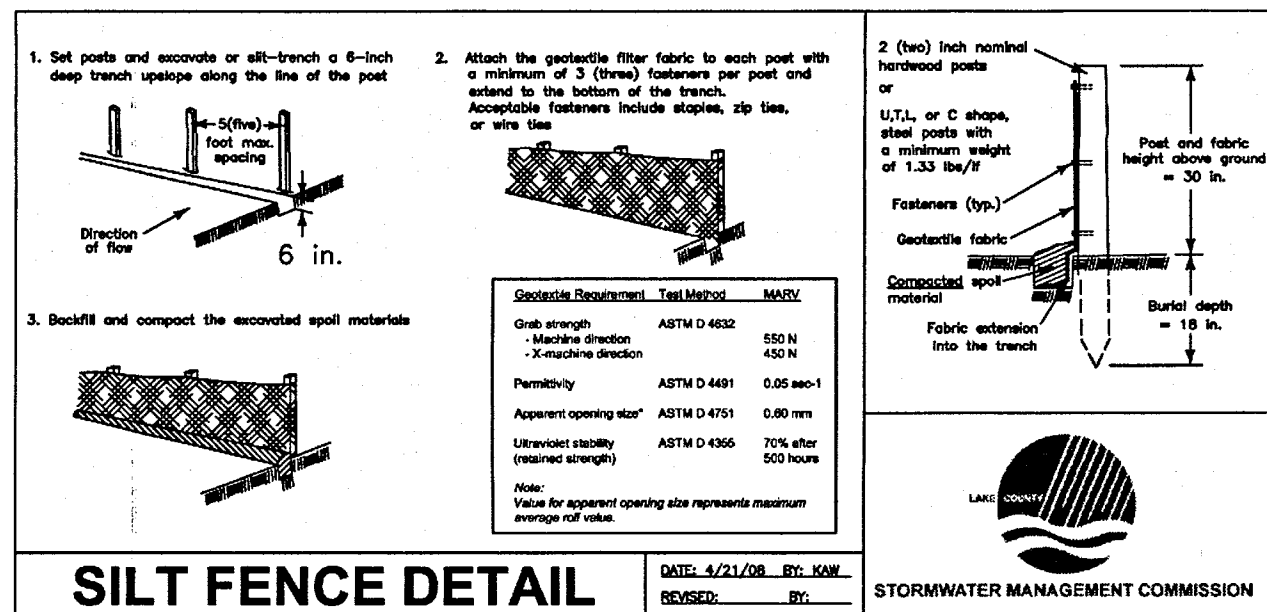 1. Set posts and excavate or slit-trench a 6-inch
deep trench upslope along the line of the post
5(five)
foot max.
spacing
Direction
of flow
6 in.
2. Attach the geotextile filter fabric to each post with
a minimum of 3 (three) fasteners per post and
extend to the bottom of the trench.
Acceptable fasteners include staples, zip ties,
or wire ties
3. Backfill and compact the excavated spoil materials
Geotextile Requirement Test Method MARV
Grab strength ASTM D 4632
- Machine direction 550 N
- X-machine direction 450 N
Permittivity ASTM D 4491 0.05 sec-1
Apparent opening size* ASTM D 4751 0.60 mm
Ultraviolet stability ASTM D 4355 70% after
(retained strength) 500 hours
Note:
Value for apparent opening size represents maximum
average roll value.
2 (two) inch nominal
hardwood posts
or
U,T,L, or C shape,
steel posts with
a minimum weight
of 1.33 lbs/lf
Fasteners (typ.)
Geotextile fabric
Compacted spoil
material
Fabric extension
into the trench
Post and fabric
height above ground
= 30 in.
Burial depth
= 18 in.
SILT FENCE DETAIL
DATE: 4/21/08 BY: KAW
REVISED: BY:
LAKE COUNTY
STORMWATER MANAGEMENT COMMISSION